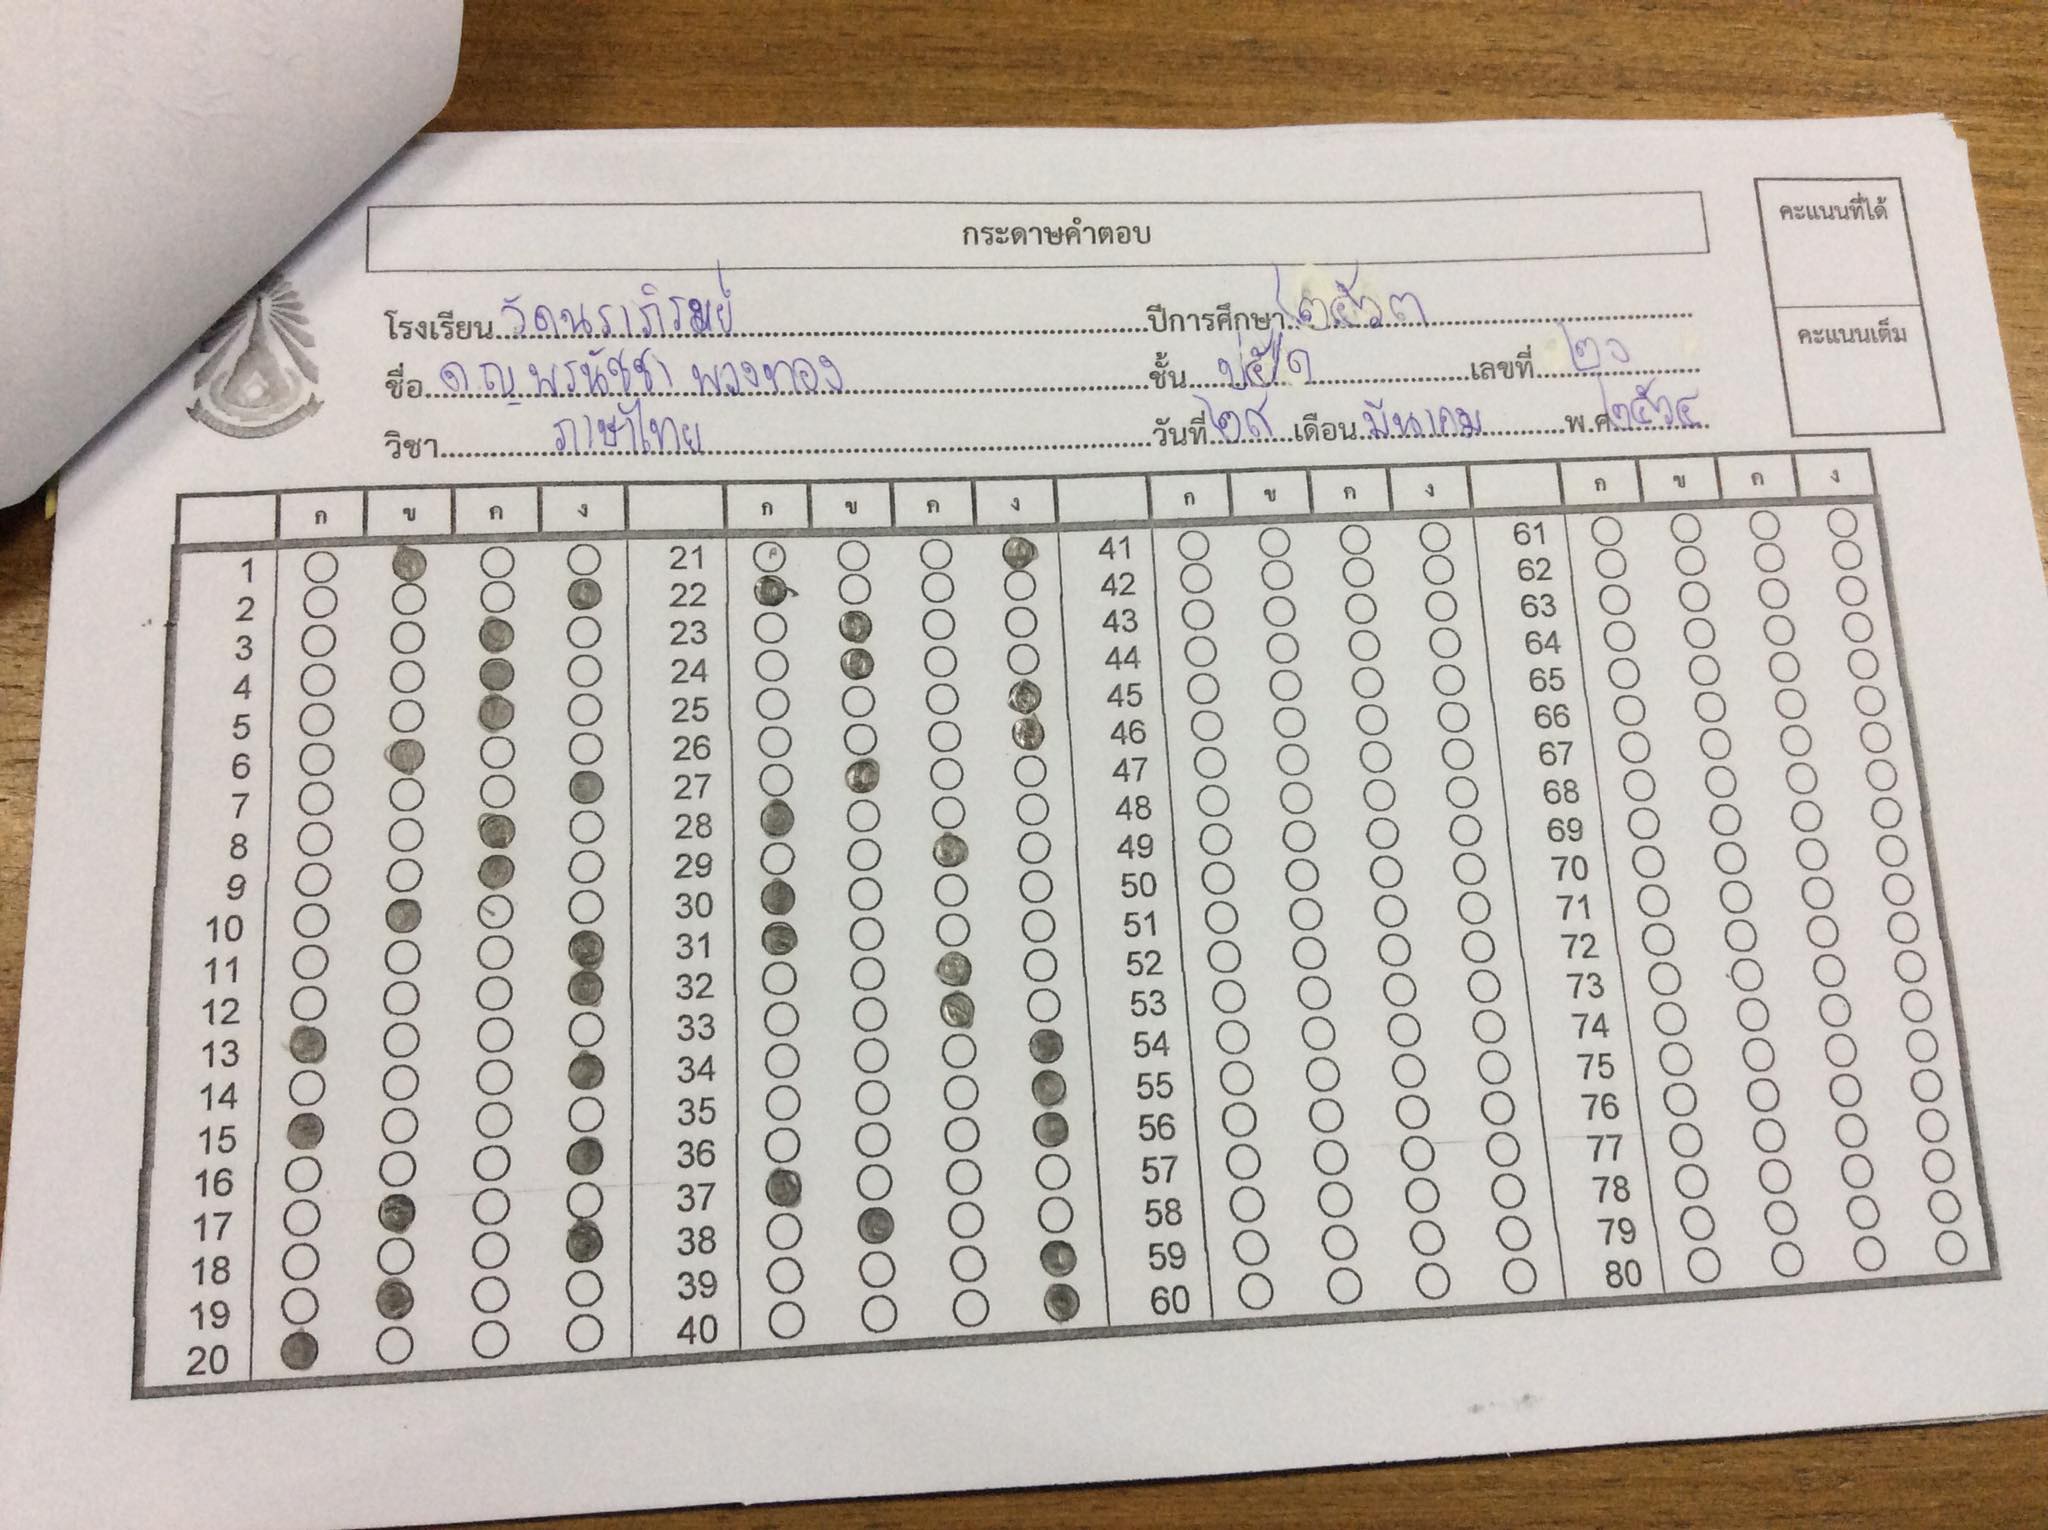 กระดาษคำตอบ
คะแนนที่ได้
คะแนนเต็ม
โรงเรียน วัดนราภิรมย์ ปีการศึกษา ๒๕๖๓
ชื่อ ด.ญ.พรนัชชา พวงทอง ชั้น เลขที่
วิชา ภาษาไทย วันที่ ๒๙ เดือน มีนาคม พ.ศ ๒๕๖๔
ก ข ค ง ก ข ค ง ก ข ค ง ก ข ค ง
1 21 41 61
2 22 42 62
3 23 43 63
4 24 44 64
5 25 45 65
6 26 46 66
7 27 47 67
8 28 48 68
9 29 49 69
10 30 50 70
11 31 51 71
12 32 52 72
13 33 53 73
14 34 54 74
15 35 55 75
16 36 56 76
17 37 57 77
18 38 58 78
19 39 59 79
20 40 60 80